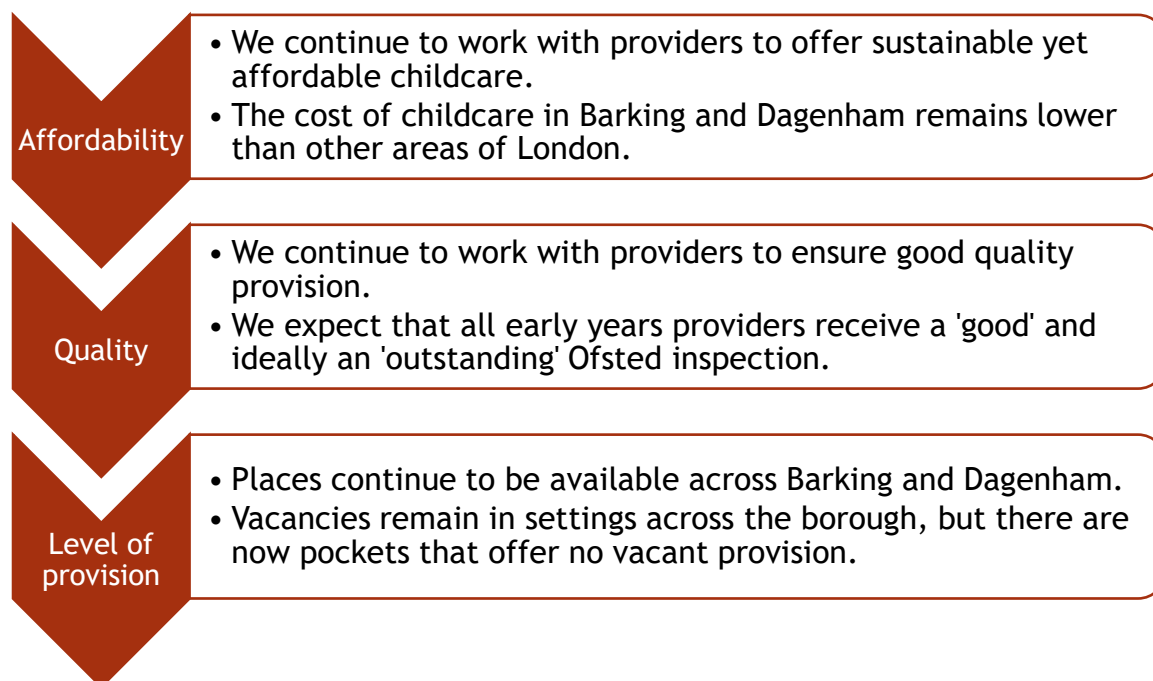 Affordability
• We continue to work with providers to offer sustainable yet
affordable childcare.
• The cost of childcare in Barking and Dagenham remains lower
than other areas of London.
Quality
• We continue to work with providers to ensure good quality
provision.
• We expect that all early years providers receive a 'good' and
ideally an 'outstanding' Ofsted inspection.
Level of
provision
• Places continue to be available across Barking and Dagenham.
• Vacancies remain in settings across the borough, but there are
now pockets that offer no vacant provision.